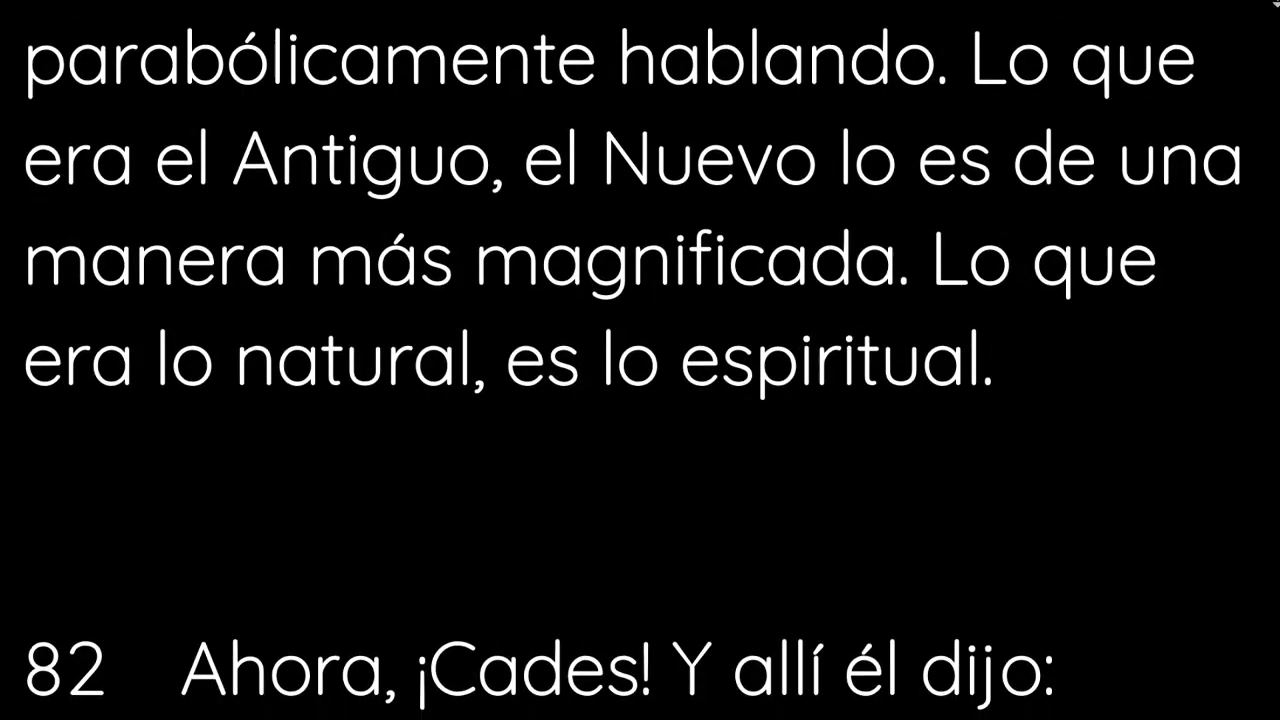 parabólicamente hablando. Lo que
era el Antiguo, el Nuevo lo es de una
manera más magnificada. Lo que
era lo natural, es lo espiritual.
82 Ahora, ¡Cades! Y allí él dijo: